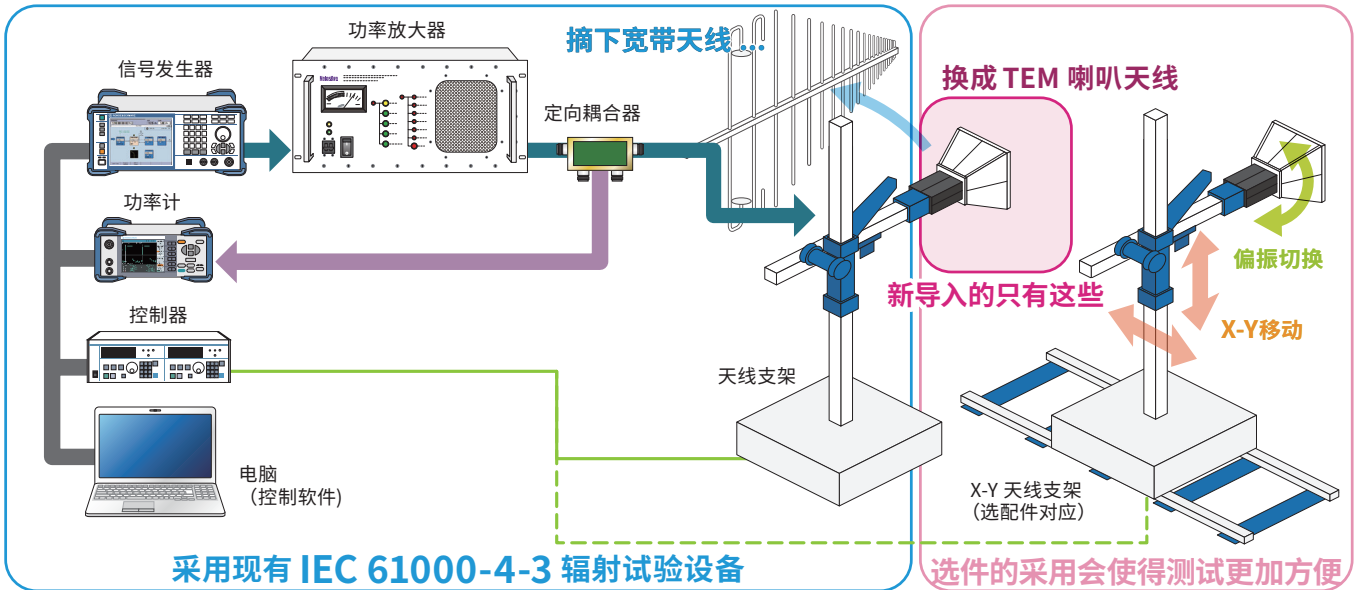 功率放大器
信号发生器
摘下宽带天线...
换成 TEM 喇叭天线
定向耦合器
功率计
偏振切换
新导入的只有这些
控制器
X-Y移动
天线支架
电脑
（控制软件)
X-Y 天线支架
（选配件对应）
采用现有 IEC 61000-4-3 辐射试验设备
选件的采用会使得测试更加方便